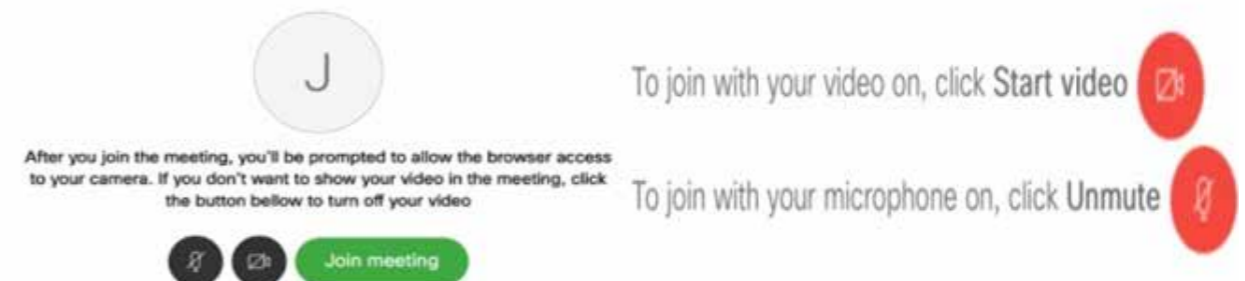 J
After you join the meeting, you'll be prompted to allow the browser access
to your camera. If you don't want to show your video in the meeting, click
the button bellow to turn off your video
Join meeting
To join with your video on, click Start video
To join with your microphone on, click Unmute